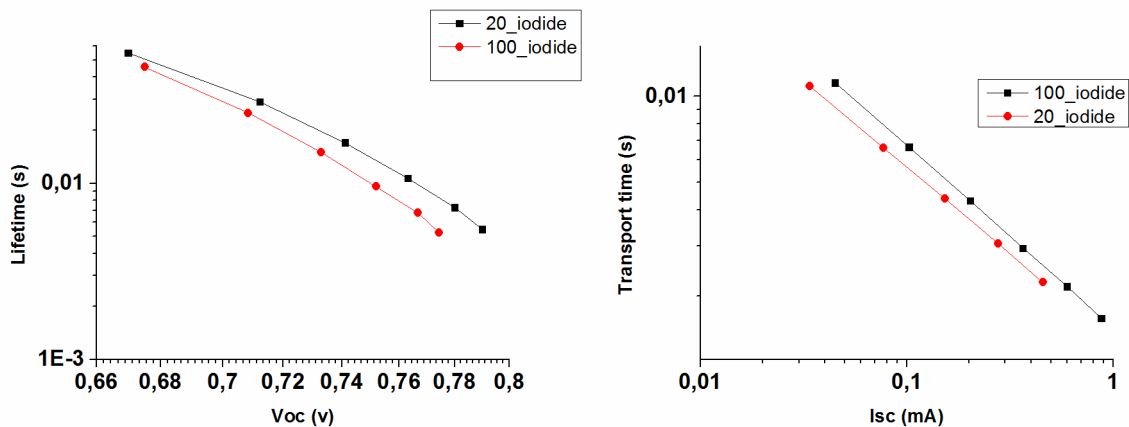 20_iodide
100_iodide
Lifetime (s)
0,01
1E-3
0,66 0,68 0,7 0,72 0,74 0,76 0,78 0,8
Voc (v)
100_iodide
20_iodide
Transport time (s)
0,01
0,01 0,1 1
Isc (mA)